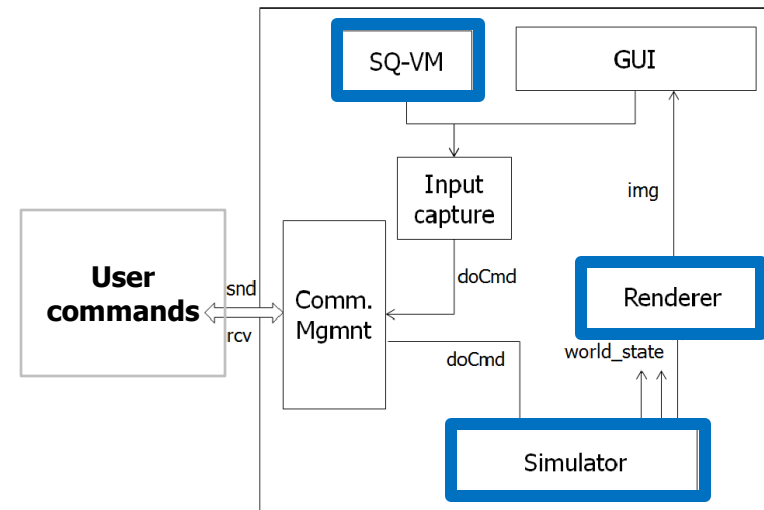 SQ-VM
GUI
Input
capture
img
User
commands
snd
rcv
doCmd
Comm.
Mgmnt
Renderer
doCmd
world_state
Simulator